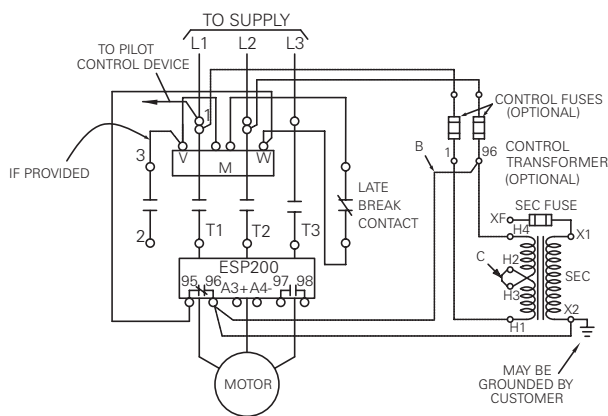 TO SUPPLY
L1 L2 L3
TO PILOT
CONTROL DEVICE
1
CONTROL FUSES
(OPTIONAL)
1 96
CONTROL
TRANSFORMER
(OPTIONAL)
B
3
V M W
IF PROVIDED
LATE
BREAK
CONTACT
SEC FUSE
XF
H4 X1
2
T1 T2 T3
C
H2
H3
SEC
ESP200
95 96 A3+ A4- 97 98
H1
X2
MOTOR
MAY BE
GROUNDED BY
CUSTOMER